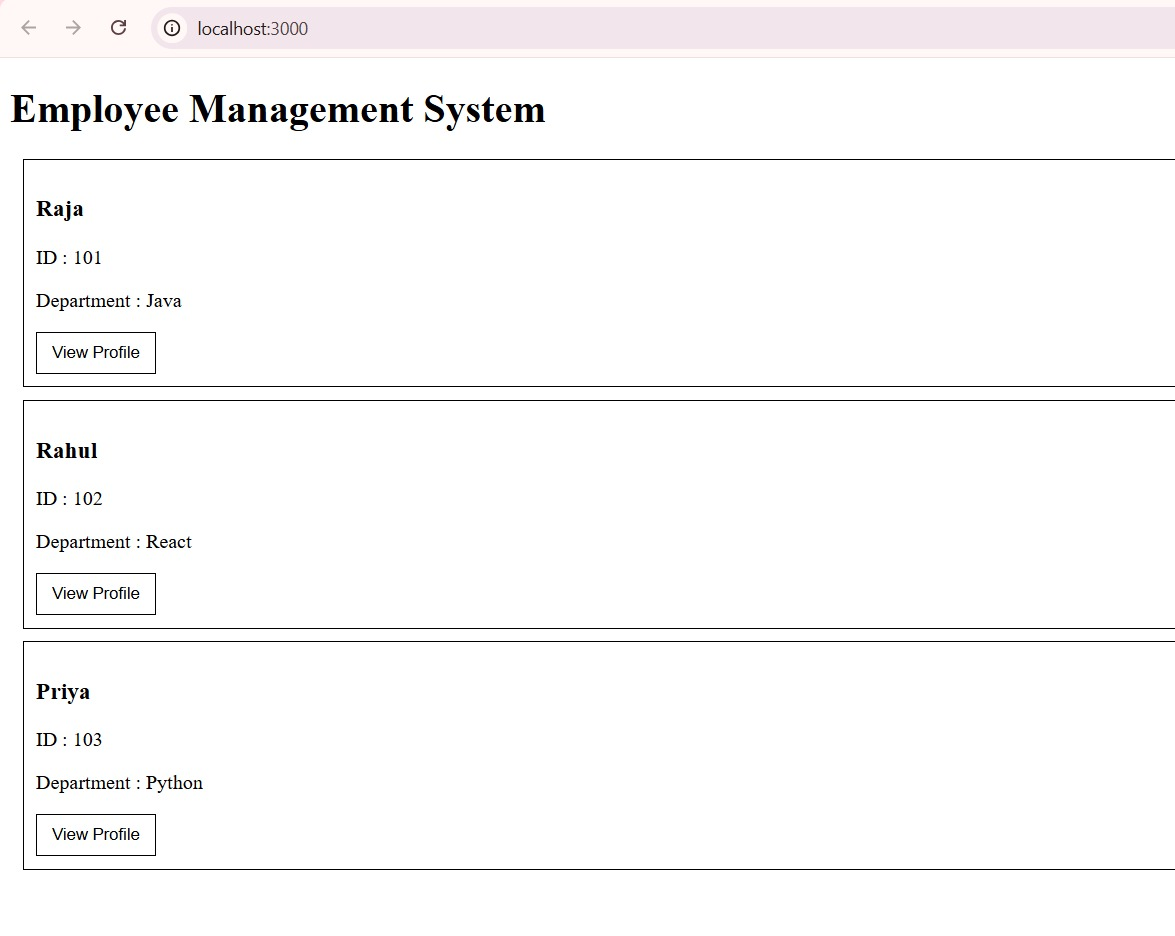 localhost:3000
Employee Management System
Raja
ID : 101
Department : Java
View Profile
Rahul
ID : 102
Department : React
View Profile
Priya
ID : 103
Department : Python
View Profile